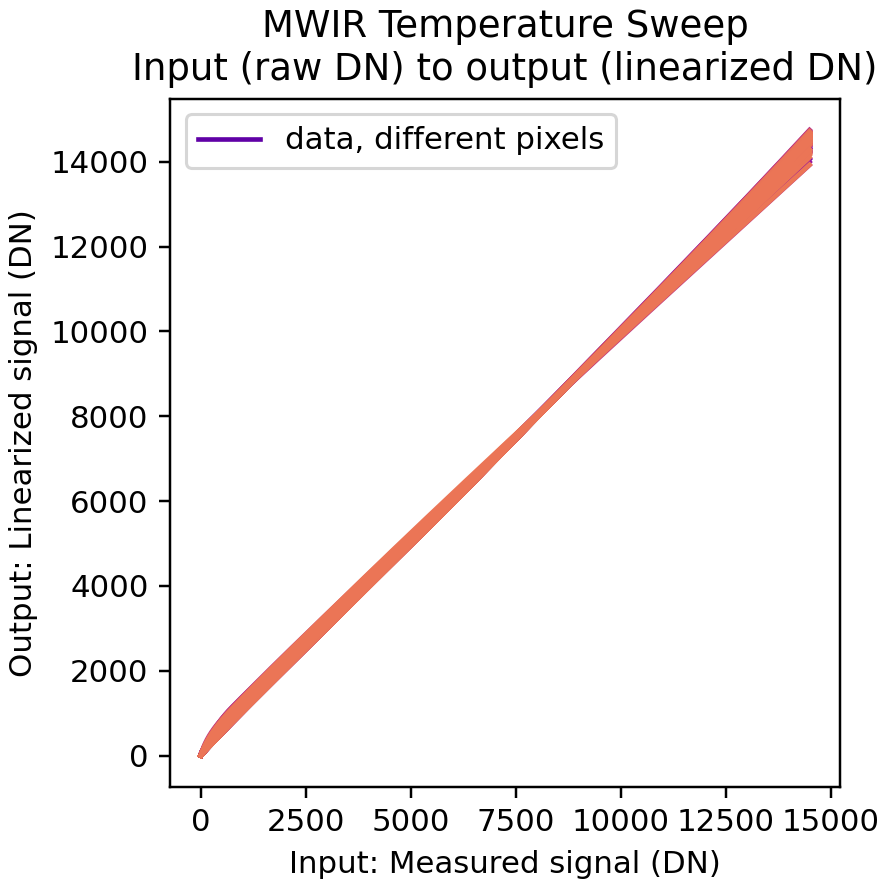 MWIR Temperature Sweep
Input (raw DN) to output (linearized DN)
data, different pixels
14000
12000
10000
8000
6000
4000
2000
0
Output: Linearized signal (DN)
0 2500 5000 7500 10000 12500 15000
Input: Measured signal (DN)